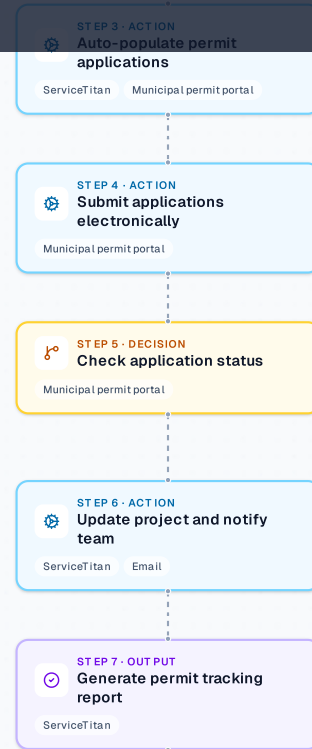 STEP 3 · ACTION
Auto-populate permit
applications
ServiceTitan
Municipal permit portal
STEP 4 · ACTION
Submit applications
electronically
Municipal permit portal
STEP 5 · DECISION
Check application status
Municipal permit portal
STEP 6 · ACTION
Update project and notify
team
ServiceTitan
Email
STEP 7 · OUTPUT
Generate permit tracking
report
ServiceTitan